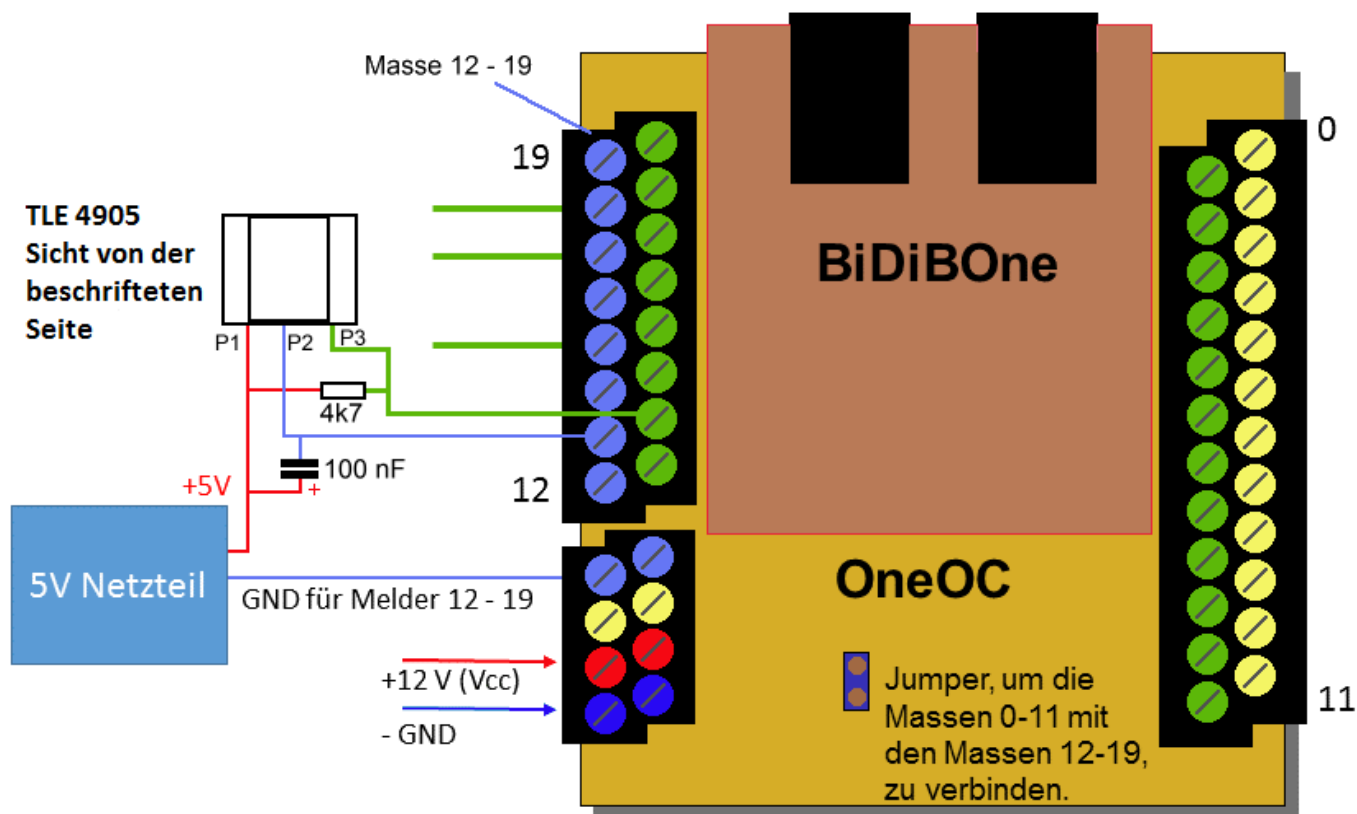 Masse 12 - 19
19
0
TLE 4905
Sicht von der
beschrifteten
Seite
BiDiBOne
P1
P2
P3
4k7
100 nF
+5V
+
12
5V Netzteil
GND für Melder 12 - 19
OneOC
+12 V (Vcc)
- GND
Jumper, um die
Massen 0-11 mit
den Massen 12-19,
zu verbinden.
11